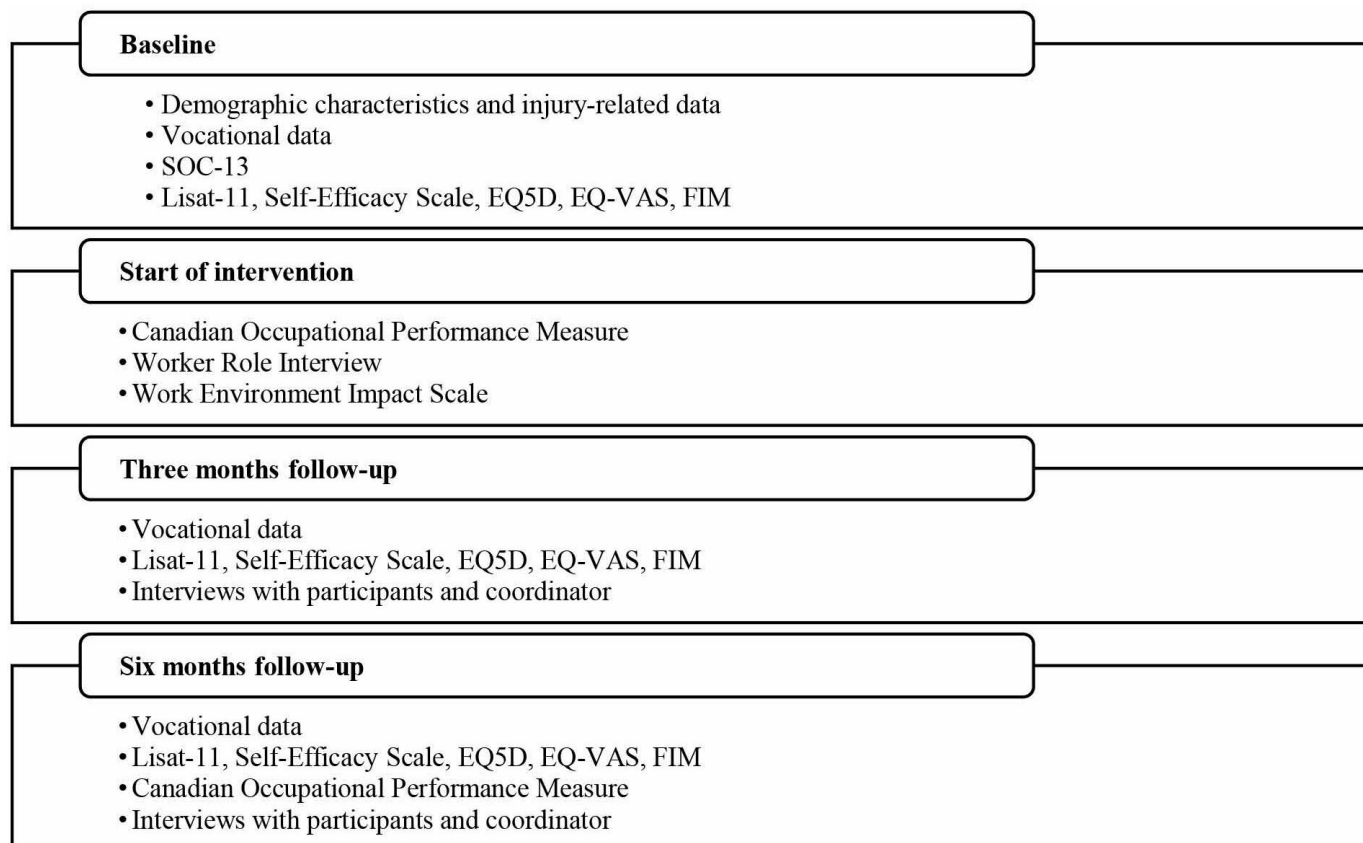 Baseline
• Demographic characteristics and injury-related data
• Vocational data
• SOC-13
• Lisat-11, Self-Efficacy Scale, EQ5D, EQ-VAS, FIM
Start of intervention
• Canadian Occupational Performance Measure
• Worker Role Interview
• Work Environment Impact Scale
Three months follow-up
• Vocational data
• Lisat-11, Self-Efficacy Scale, EQ5D, EQ-VAS, FIM
• Interviews with participants and coordinator
Six months follow-up
• Vocational data
• Lisat-11, Self-Efficacy Scale, EQ5D, EQ-VAS, FIM
• Canadian Occupational Performance Measure
• Interviews with participants and coordinator